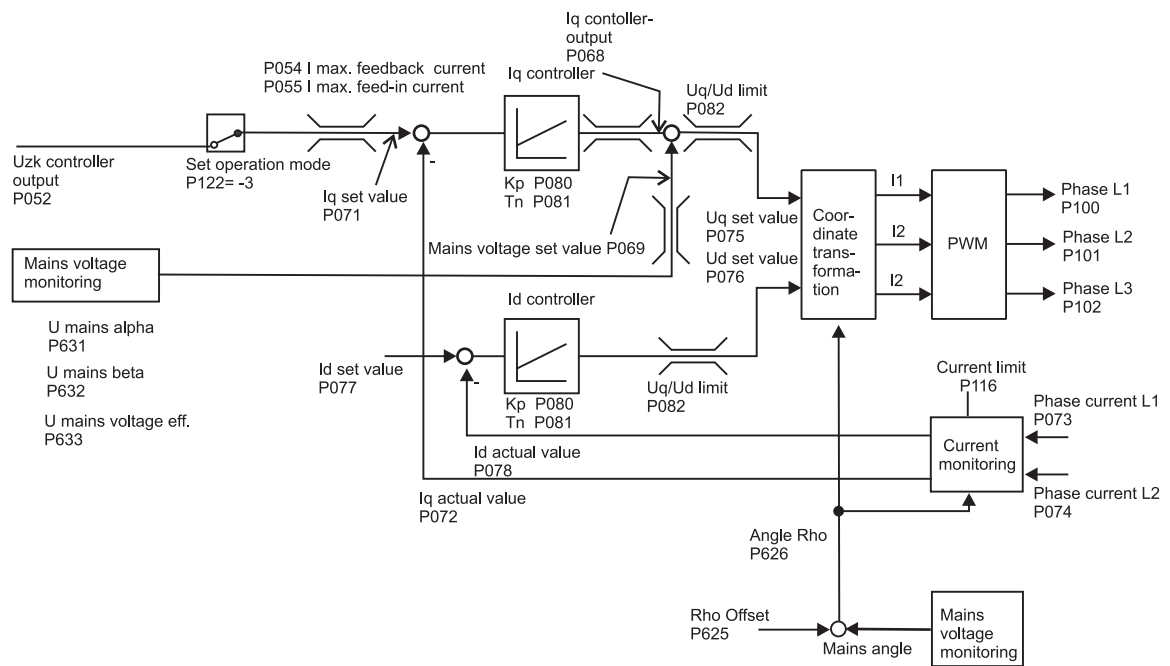 Iq contoller-
output
P068
P054 I max. feedback current
P055 I max. feed-in current
Iq controller
Uq/Ud limit
P082
Uzk controller
output
P052
Set operation mode
P122= -3
-
Iq set value
P071
Kp P080
Tn P081
Mains voltage set value P069
Uq set value
P075
Ud set value
P076
Coor-
dinate
trans-
forma-
tion
I1
I2
I2
PWM
Phase L1
P100
Phase L2
P101
Phase L3
P102
Mains voltage
monitoring
U mains alpha
P631
U mains beta
P632
U mains voltage eff.
P633
Id controller
Id set value
P077
-
Kp P080
Tn P081
Uq/Ud limit
P082
Id actual value
P078
Iq actual value
P072
Current limit
P116
Current
monitoring
Phase current L1
P073
Phase current L2
P074
Angle Rho
P626
Rho Offset
P625
Mains angle
Mains
voltage
monitoring